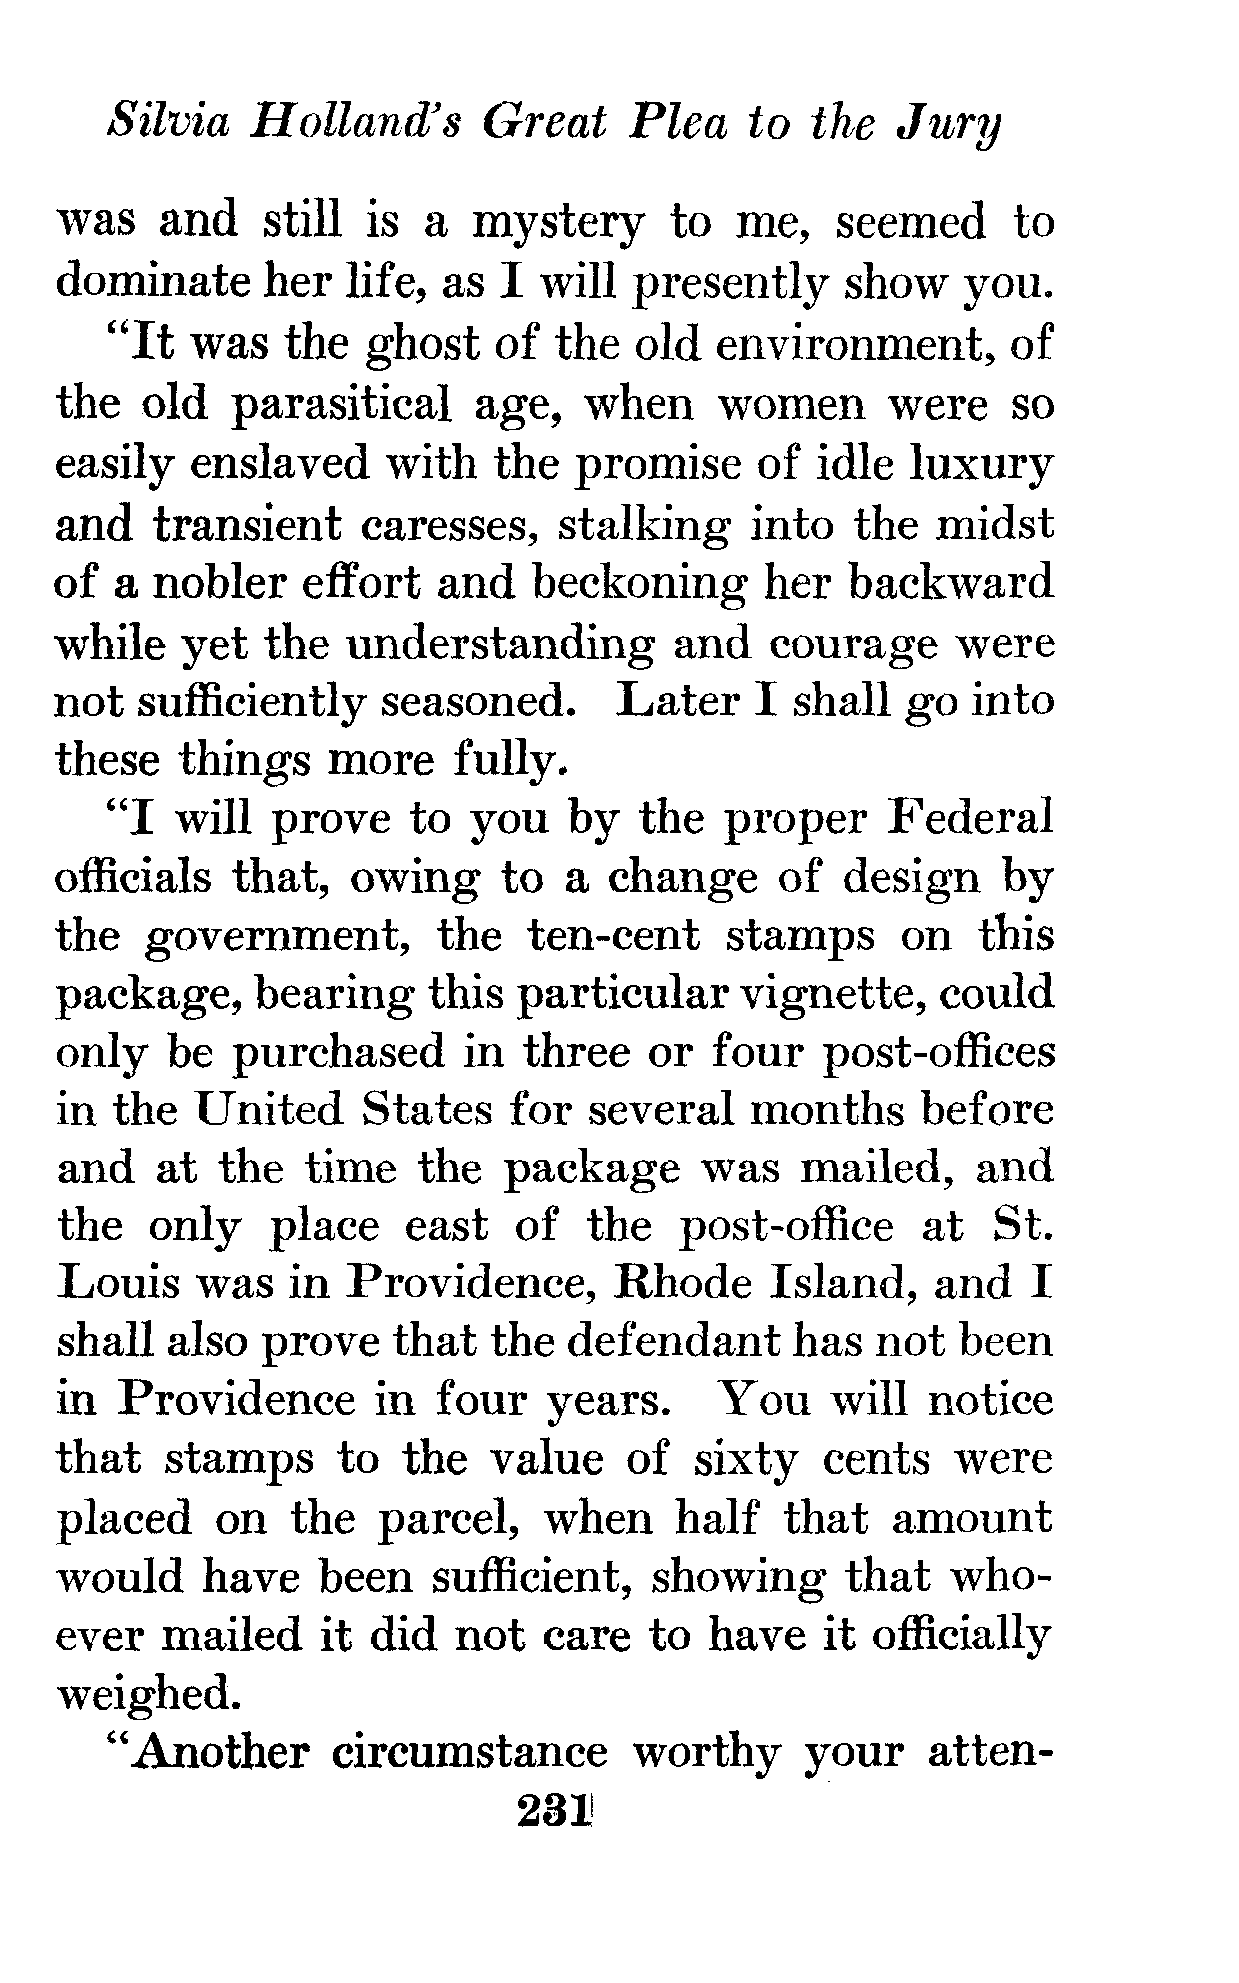 Silvia Holland's Great Plea to the Jury
was and still is a mystery to me, seemed to
dominate her life, as I will presently show you.
"It was the ghost of the old environment, of
the old parasitical age, when women were so
easily enslaved with the promise of idle luxury
and transient caresses, stalking into the midst
of a nobler effort and beckoning her backward
while yet the understanding and courage were
not sufficiently seasoned. Later I shall go into
these things more fully.
"I will prove to you by the proper Federal
officials that, owing to a change of design by
the government, the ten-cent stamps on this
package, bearing this particular vignette, could
only be purchased in three or four post-offices
in the United States for several months before
and at the time the package was mailed, and
the only place east of the post-office at St.
Louis was in Providence, Rhode Island, and I
shall also prove that the defendant has not been
in Providence in four years. You will notice
that stamps to the value of sixty cents were
placed on the parcel, when half that amount
would have been sufficient, showing that who-
ever mailed it did not care to have it officially
weighed.
"Another circumstance worthy your atten-
231